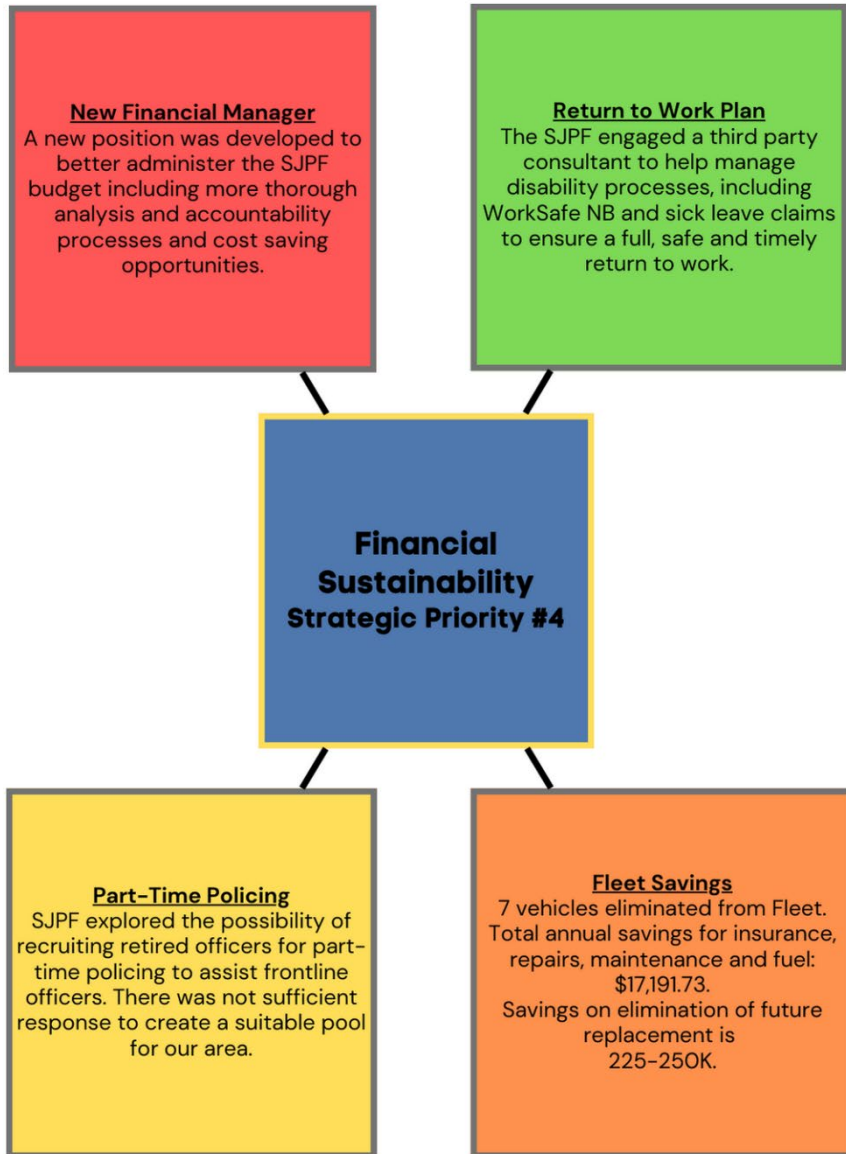 New Financial Manager
A new position was developed to
better administer the SJPF
budget including more thorough
analysis and accountability
processes and cost saving
opportunities.
Return to Work Plan
The SJPF engaged a third party
consultant to help manage
disability processes, including
WorkSafe NB and sick leave claims
to ensure a full, safe and timely
return to work.
Financial
Sustainability
Strategic Priority #4
Part-Time Policing
SJPF explored the possibility of
recruiting retired officers for part-
time policing to assist frontline
officers. There was not sufficient
response to create a suitable pool
for our area.
Fleet Savings
7 vehicles eliminated from Fleet.
Total annual savings for insurance,
repairs, maintenance and fuel:
$17,191.73.
Savings on elimination of future
replacement is
225-250K.